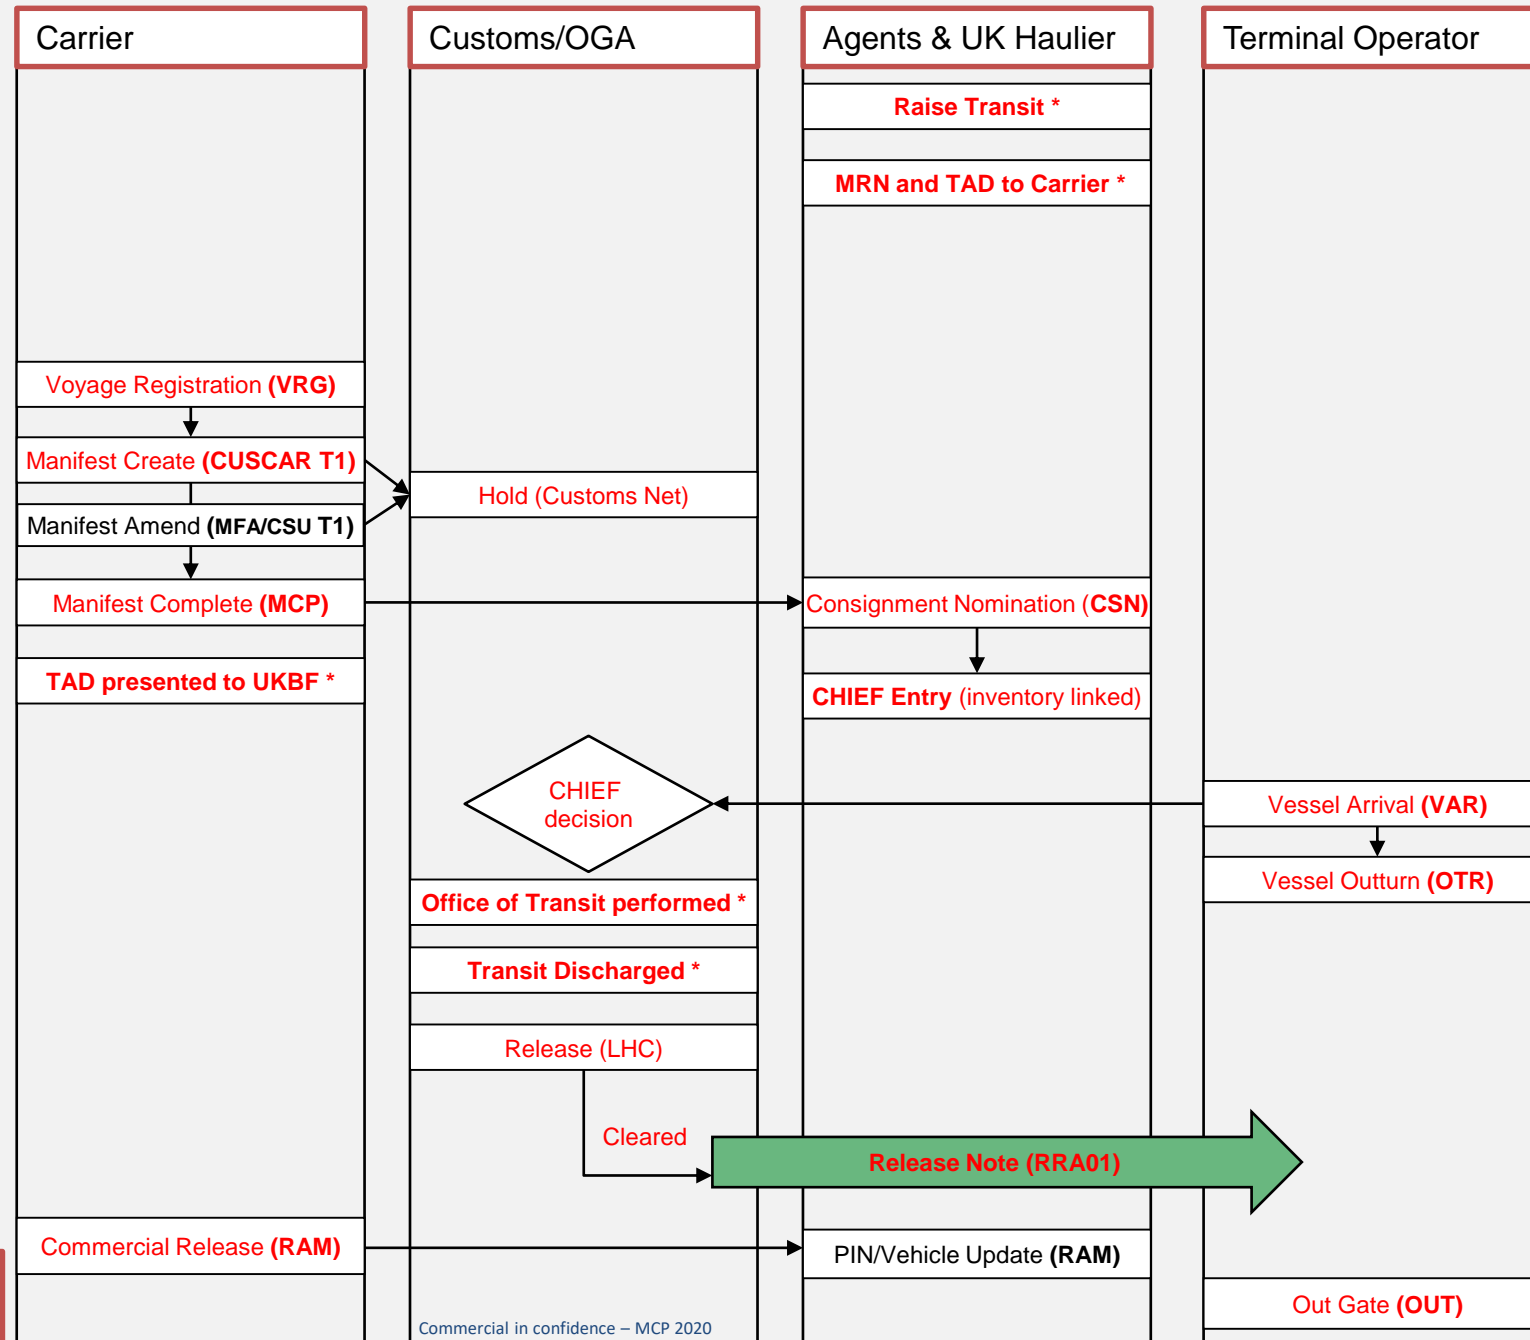 Carrier
Customs/OGA
Agents & UK Haulier
Terminal Operator
Raise Transit *
MRN and TAD to Carrier *
Voyage Registration (VRG)
Manifest Create (CUSCAR T1)
Hold (Customs Net)
Manifest Amend (MFA/CSU T1)
Manifest Complete (MCP)
Consignment Nomination (CSN)
TAD presented to UKBF *
CHIEF Entry (inventory linked)
CHIEF
decision
Vessel Arrival (VAR)
Vessel Outturn (OTR)
Office of Transit performed *
Transit Discharged *
Release (LHC)
Cleared
Release Note (RRA01)
Commercial Release (RAM)
PIN/Vehicle Update (RAM)
Out Gate (OUT)
Commercial in confidence – MCP 2020